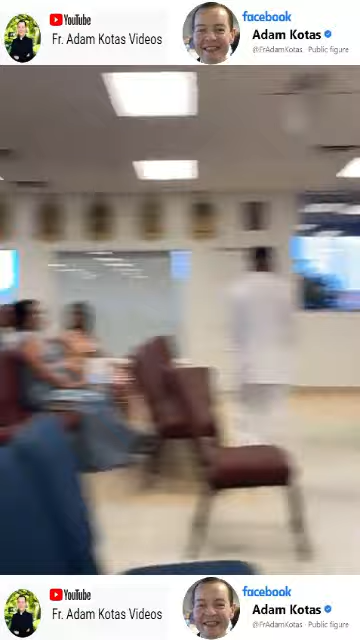 YouTube
Fr. Adam Kotas Videos
facebook
Adam Kotas
@FrAdamKotas · Public figure
YouTube
Fr. Adam Kotas Videos
facebook
Adam Kotas
@FrAdamKotas · Public figure